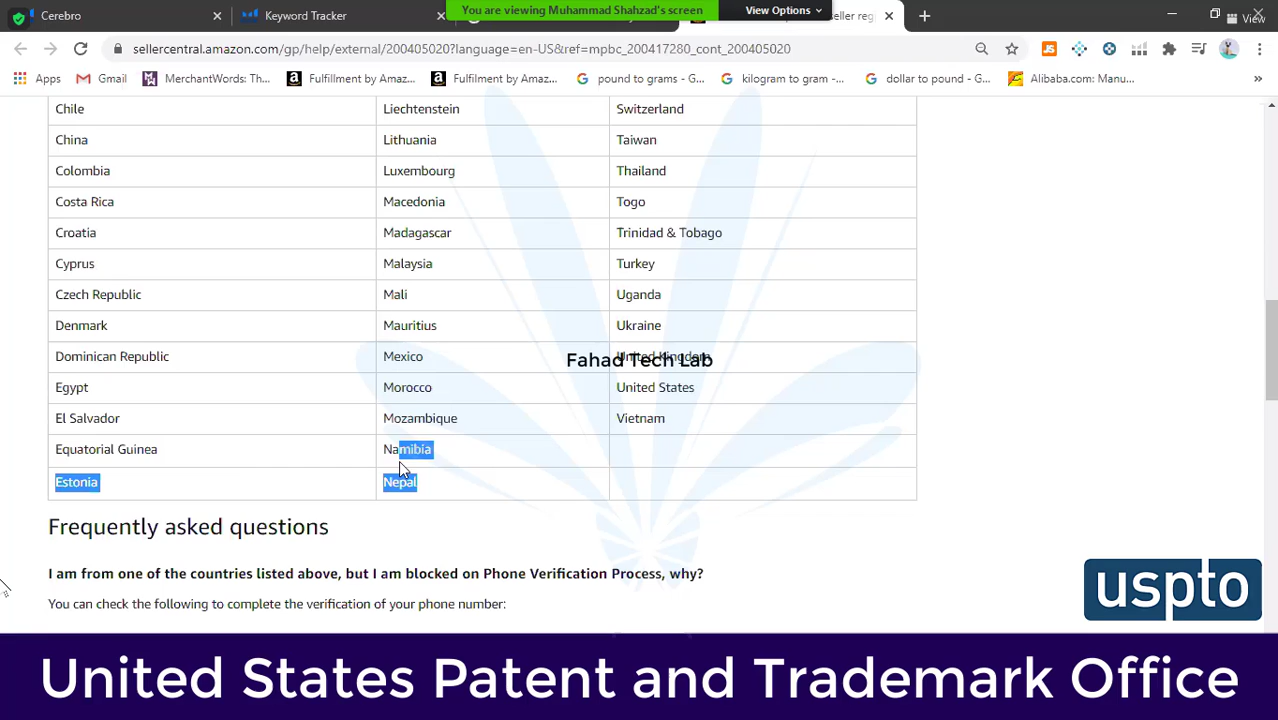 You are viewing Muhammad Shahzad's screen
View Options
Cerebro
Keyword Tracker
seller reg
View
sellercentral.amazon.com/gp/help/external/200405020?language=en-US&ref=mpbc_200417280_cont_200405020
Apps
Gmail
MerchantWords: Th...
Fulfillment by Amaz...
Fulfillment by Amaz...
pound to grams - G...
kilogram to gram -...
dollar to pound - G...
Alibaba.com: Manu...
Chile Liechtenstein Switzerland
China Lithuania Taiwan
Colombia Luxembourg Thailand
Costa Rica Macedonia Togo
Croatia Madagascar Trinidad & Tobago
Cyprus Malaysia Turkey
Czech Republic Mali Uganda
Denmark Mauritius Ukraine
Dominican Republic Mexico United Kingdom
Fahad Tech Lab
Egypt Morocco United States
El Salvador Mozambique Vietnam
Equatorial Guinea Namibia
Estonia Nepal
Frequently asked questions
I am from one of the countries listed above, but I am blocked on Phone Verification Process, why?
You can check the following to complete the verification of your phone number:
uspto
United States Patent and Trademark Office